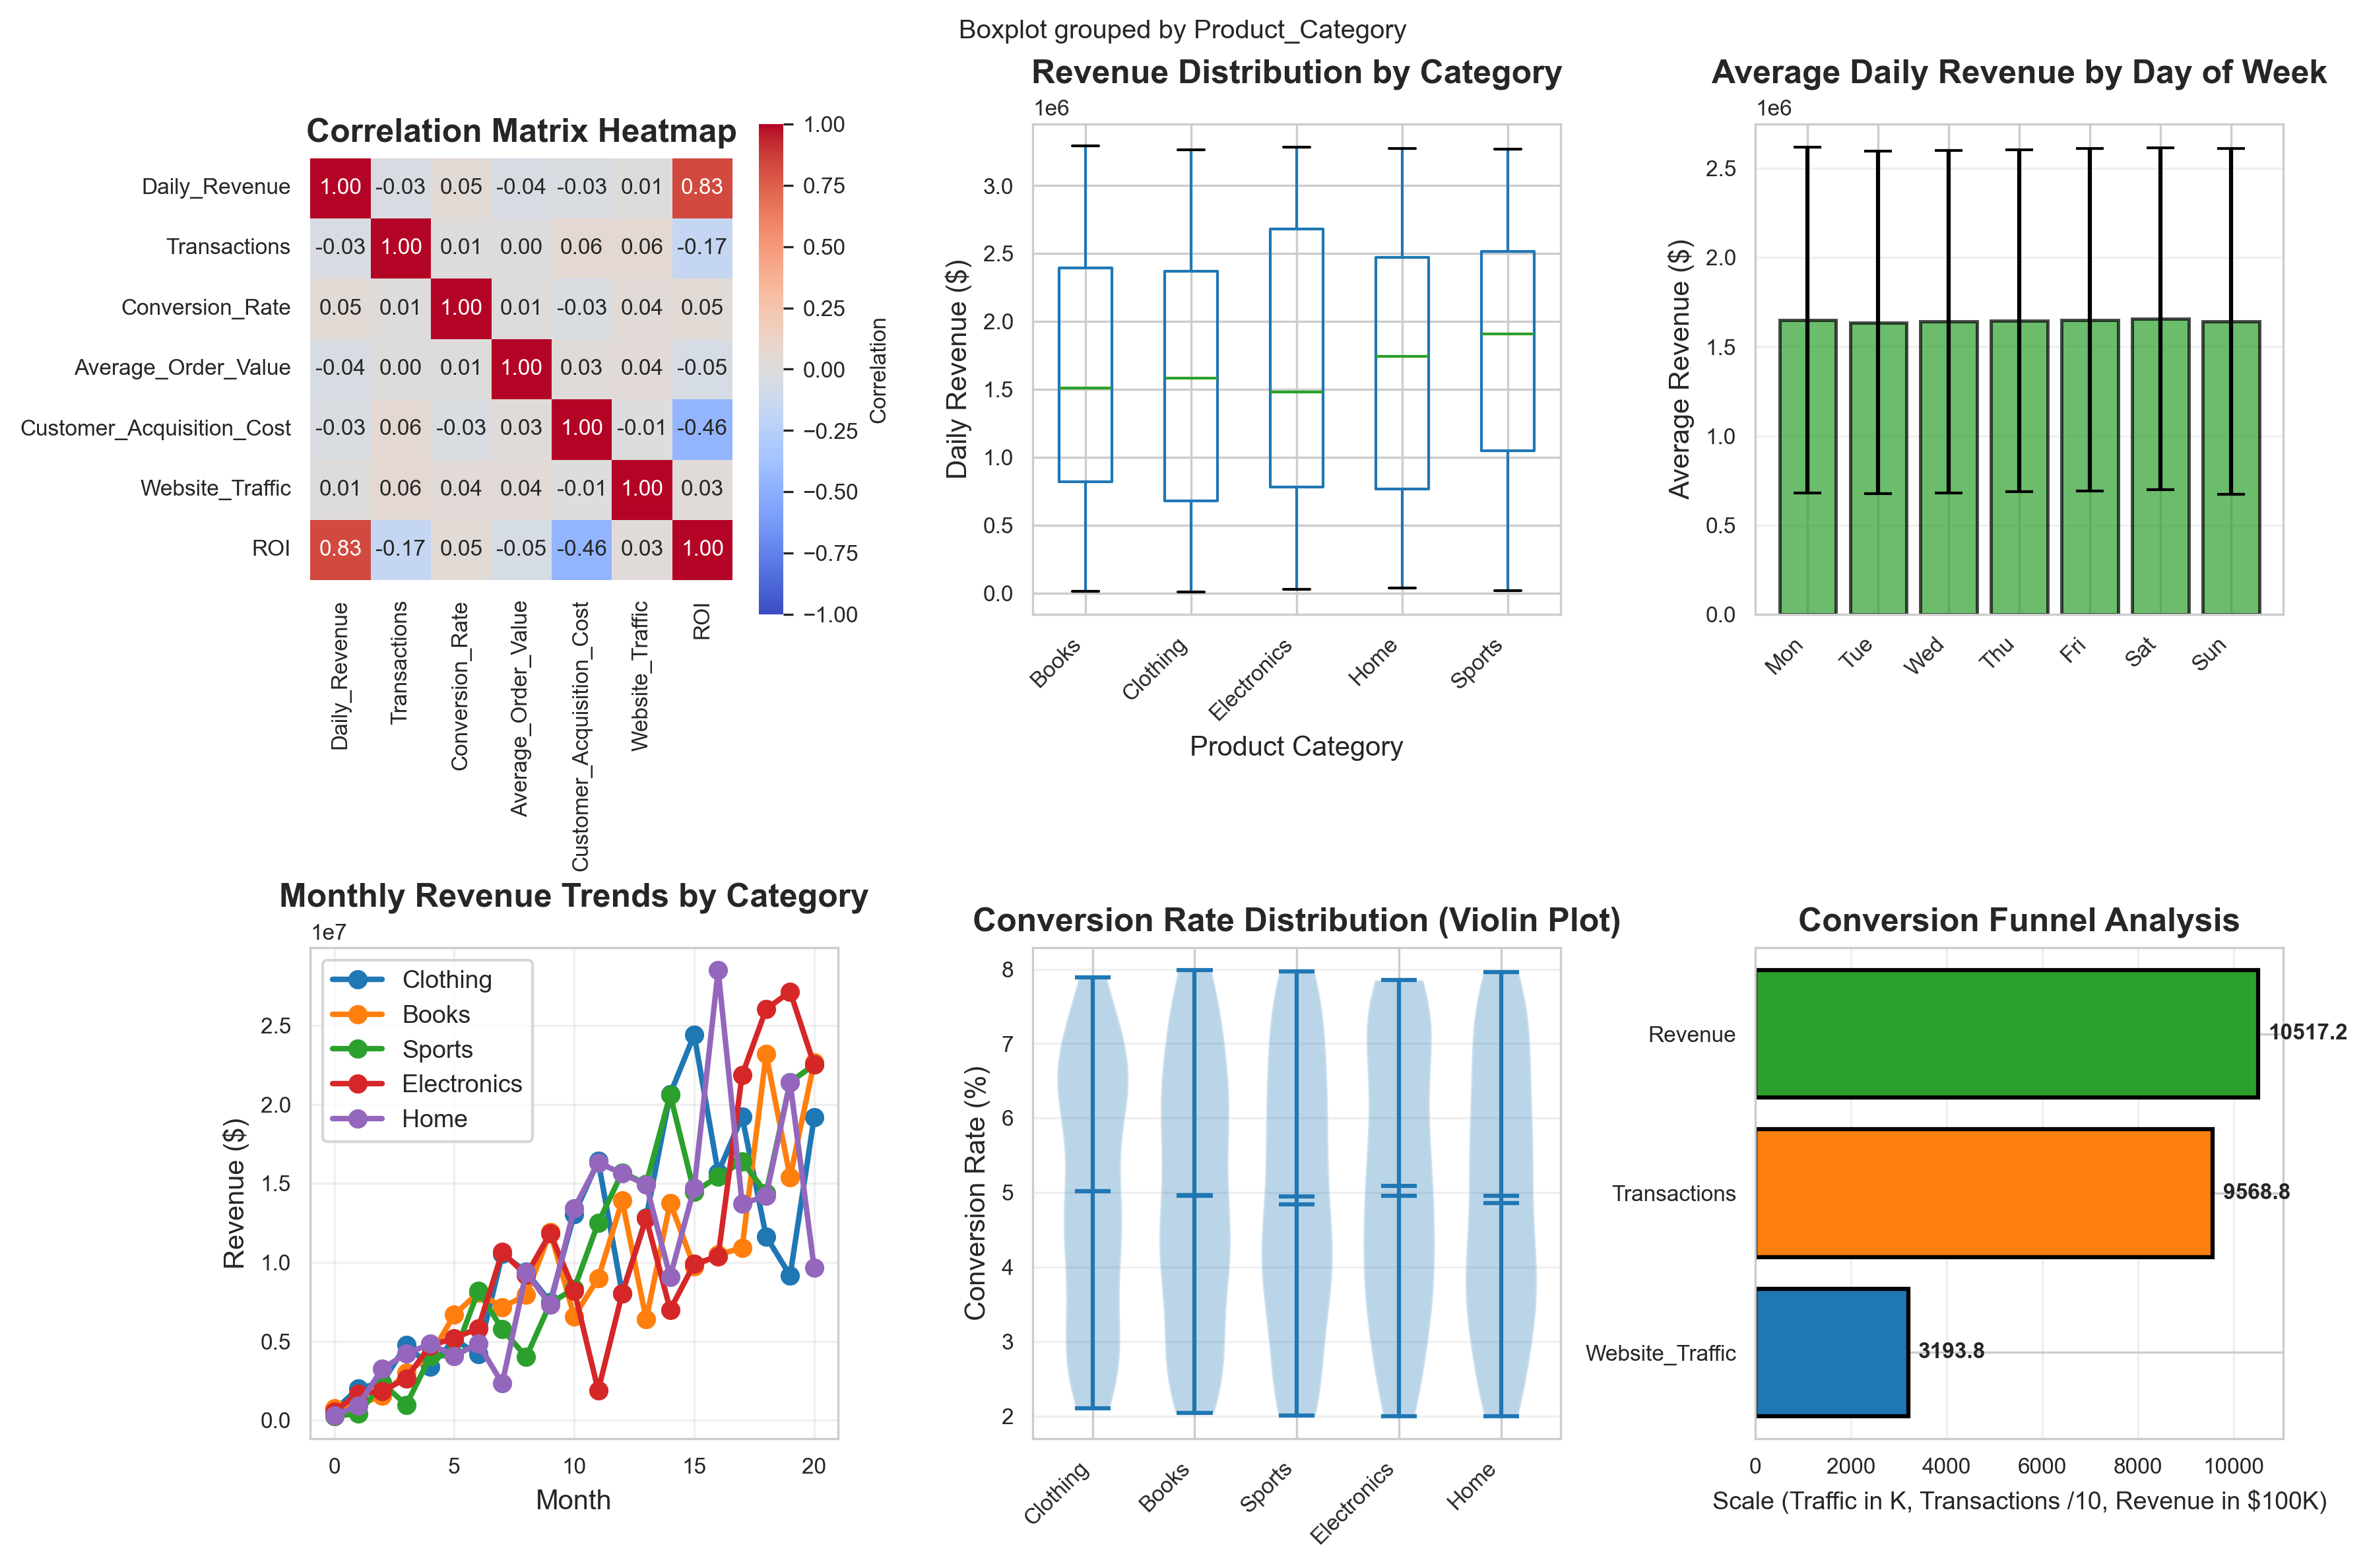 Boxplot grouped by Product_Category
Correlation Matrix Heatmap
Daily_Revenue 1.00 -0.03 0.05 -0.04 -0.03 0.01 0.83
Transactions -0.03 1.00 0.01 0.00 0.06 0.06 -0.17
Conversion_Rate 0.05 0.01 1.00 0.01 -0.03 0.04 0.05
Average_Order_Value -0.04 0.00 0.01 1.00 0.03 0.04 -0.05
Customer_Acquisition_Cost -0.03 0.06 -0.03 0.03 1.00 -0.01 -0.46
Website_Traffic 0.01 0.06 0.04 0.04 -0.01 1.00 0.03
ROI 0.83 -0.17 0.05 -0.05 -0.46 0.03 1.00
Daily_Revenue
Transactions
Conversion_Rate
Average_Order_Value
Customer_Acquisition_Cost
Website_Traffic
ROI
1.00
0.75
0.50
0.25
0.00
−0.25
−0.50
−0.75
−1.00
Correlation
Revenue Distribution by Category
1e6
3.0
2.5
2.0
1.5
1.0
0.5
0.0
Daily Revenue ($)
Books
Clothing
Electronics
Home
Sports
Product Category
Average Daily Revenue by Day of Week
1e6
2.5
2.0
1.5
1.0
0.5
0.0
Average Revenue ($)
Mon
Tue
Wed
Thu
Fri
Sat
Sun
Monthly Revenue Trends by Category
1e7
Clothing
Books
Sports
Electronics
Home
2.5
2.0
1.5
1.0
0.5
0.0
Revenue ($)
0 5 10 15 20
Month
Conversion Rate Distribution (Violin Plot)
8
7
6
5
4
3
2
Conversion Rate (%)
Clothing
Books
Sports
Electronics
Home
Conversion Funnel Analysis
Revenue 10517.2
Transactions 9568.8
Website_Traffic 3193.8
0 2000 4000 6000 8000 10000
Scale (Traffic in K, Transactions /10, Revenue in $100K)